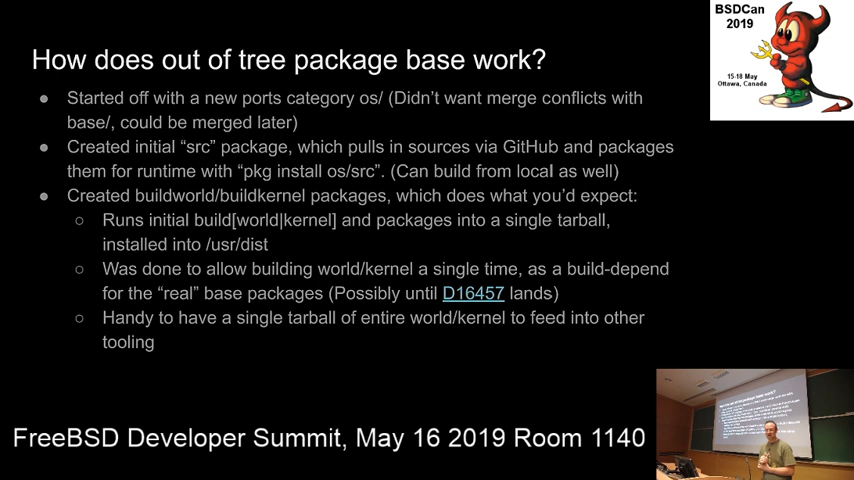 BSDCan
2019
15-18 May
Ottawa, Canada
How does out of tree package base work?
● Started off with a new ports category os/ (Didn't want merge conflicts with
base/, could be merged later)
● Created initial “src” package, which pulls in sources via GitHub and packages
them for runtime with “pkg install os/src”. (Can build from local as well)
● Created buildworld/buildkernel packages, which does what you'd expect:
○ Runs initial build[world|kernel] and packages into a single tarball,
installed into /usr/dist
○ Was done to allow building world/kernel a single time, as a build-depend
for the “real” base packages (Possibly until D16457 lands)
○ Handy to have a single tarball of entire world/kernel to feed into other
tooling
FreeBSD Developer Summit, May 16 2019 Room 1140